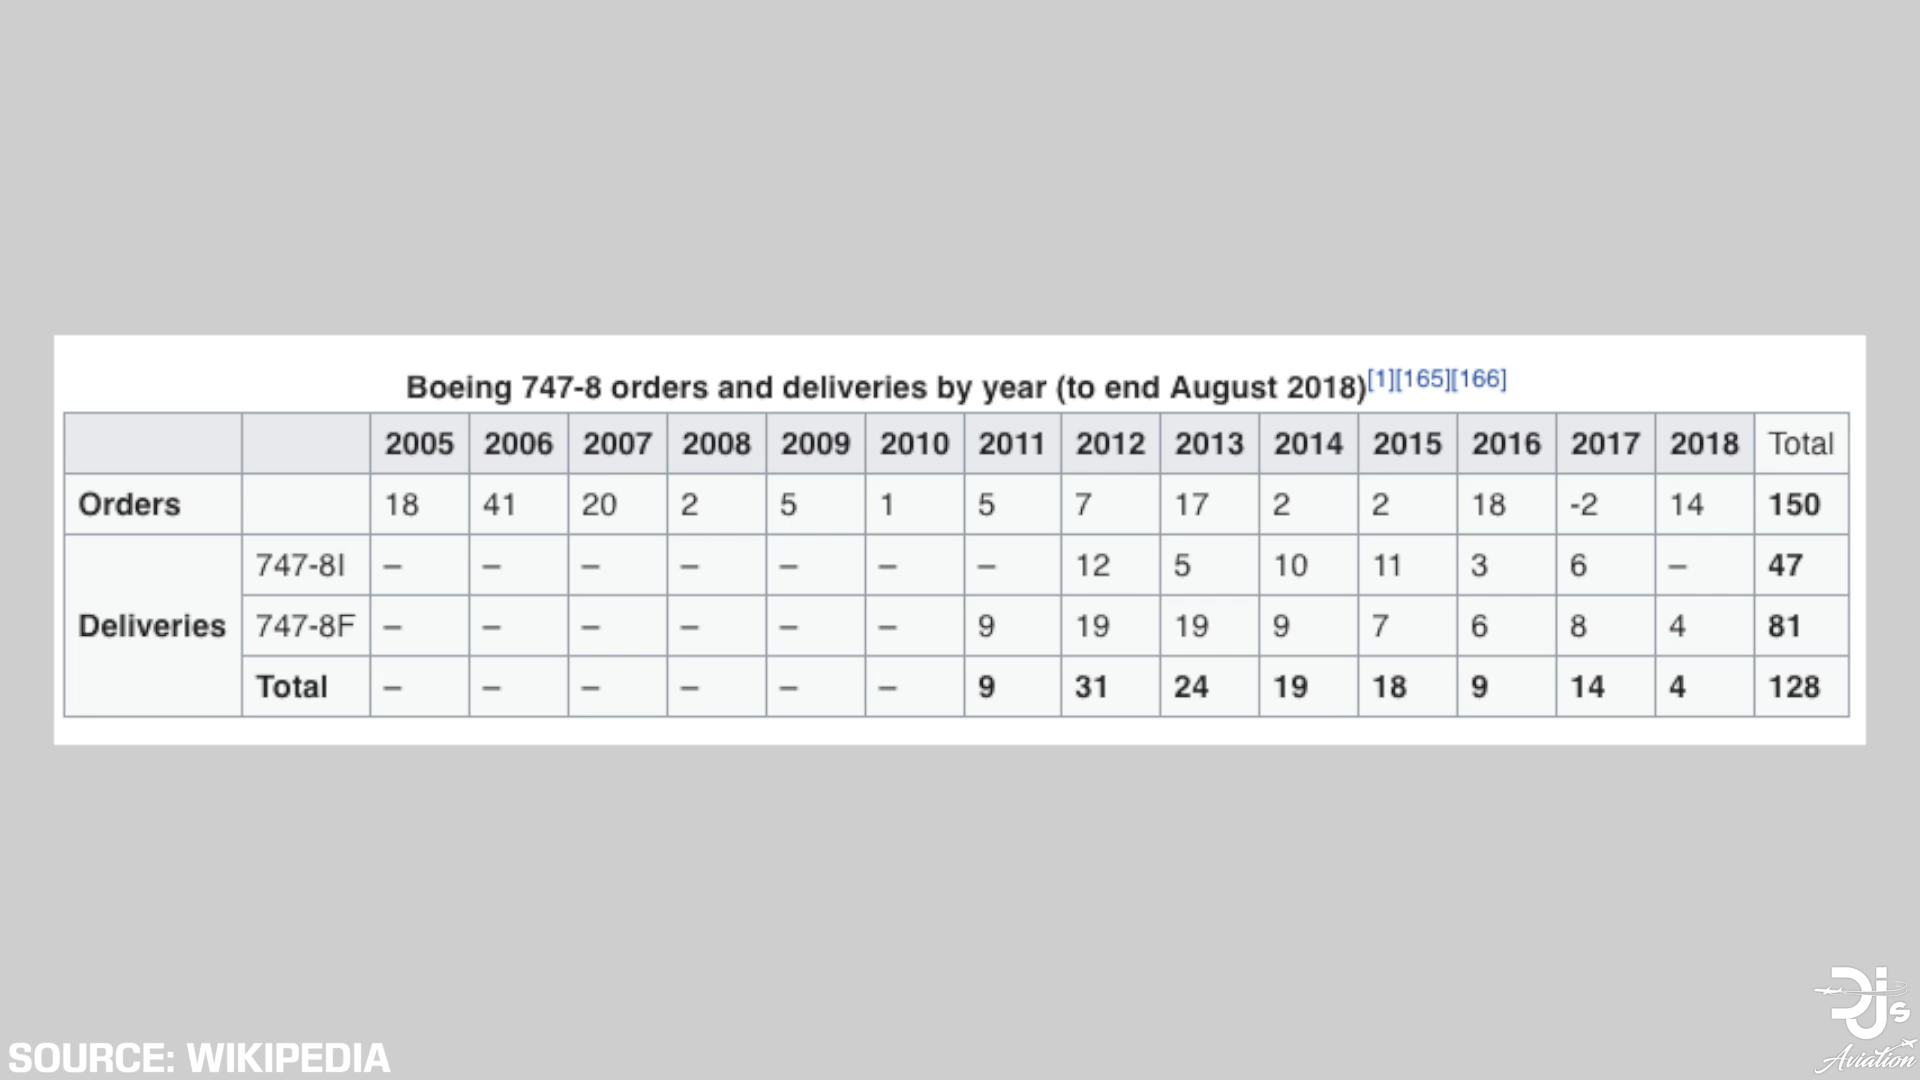 Boeing 747-8 orders and deliveries by year (to end August 2018)[1][165][166]
2005 2006 2007 2008 2009 2010 2011 2012 2013 2014 2015 2016 2017 2018 Total
Orders 18 41 20 2 5 1 5 7 17 2 2 18 -2 14 150
Deliveries 747-8I – – – – – – – 12 5 10 11 3 6 – 47
747-8F – – – – – – 9 19 19 9 7 6 8 4 81
Total – – – – – – 9 31 24 19 18 9 14 4 128
DJs
Aviation
SOURCE: WIKIPEDIA